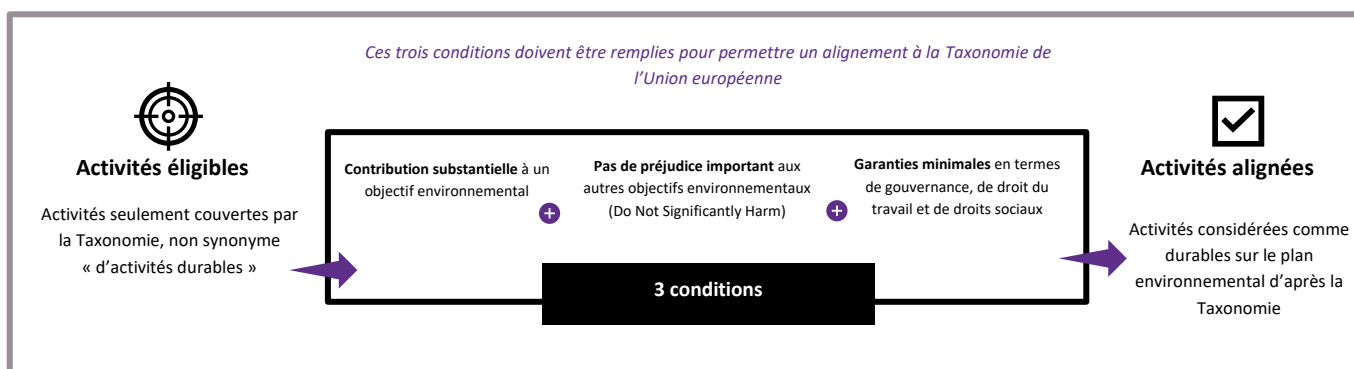 Ces trois conditions doivent être remplies pour permettre un alignement à la Taxonomie de
l'Union européenne
Activités éligibles
Activités seulement couvertes par
la Taxonomie, non synonyme
« d'activités durables »
Contribution substantielle à un
objectif environnemental
+
Pas de préjudice important aux
autres objectifs environnementaux
(Do Not Significantly Harm)
+
Garanties minimales en termes
de gouvernance, de droit du
travail et de droits sociaux
3 conditions
Activités alignées
Activités considérées comme
durables sur le plan
environnemental d'après la
Taxonomie